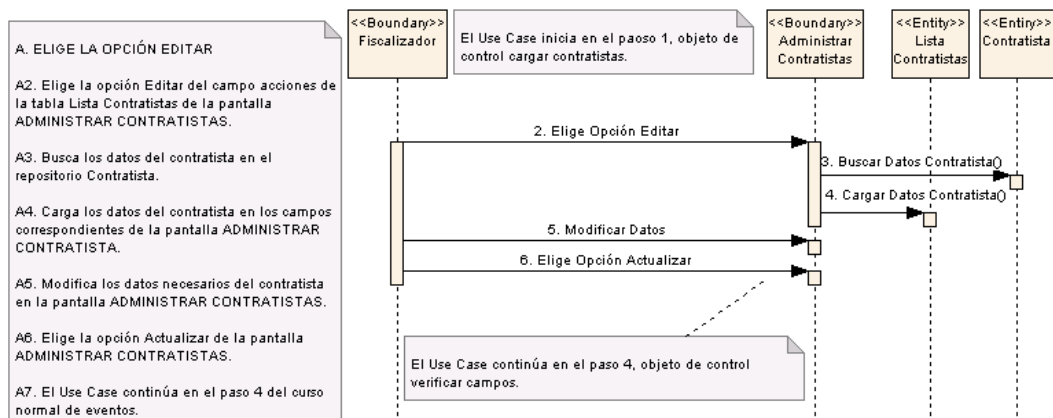 A. ELIGE LA OPCIÓN EDITAR
A2. Elige la opción Editar del campo acciones de
la tabla Lista Contratistas de la pantalla
ADMINISTRAR CONTRATISTAS.
A3. Busca los datos del contratista en el
repositorio Contratista.
A4. Carga los datos del contratista en los campos
correspondientes de la pantalla ADMINISTRAR
CONTRATISTA.
A5. Modifica los datos necesarios del contratista
en la pantalla ADMINISTRAR CONTRATISTAS.
A6. Elige la opción Actualizar de la pantalla
ADMINISTRAR CONTRATISTAS.
A7. El Use Case continúa en el paso 4 del curso
normal de eventos.
<<Boundary>>
Fiscalizador
El Use Case inicia en el paoso 1, objeto de
control cargar contratistas.
<<Boundary>>
Administrar
Contratistas
<<Entity>>
Lista
Contratistas
<<Entiry>>
Contratista
2. Elige Opción Editar
3. Buscar Datos Contratista()
4. Cargar Datos Contratista()
5. Modificar Datos
6. Elige Opción Actualizar
El Use Case continúa en el paso 4, objeto de control
verificar campos.